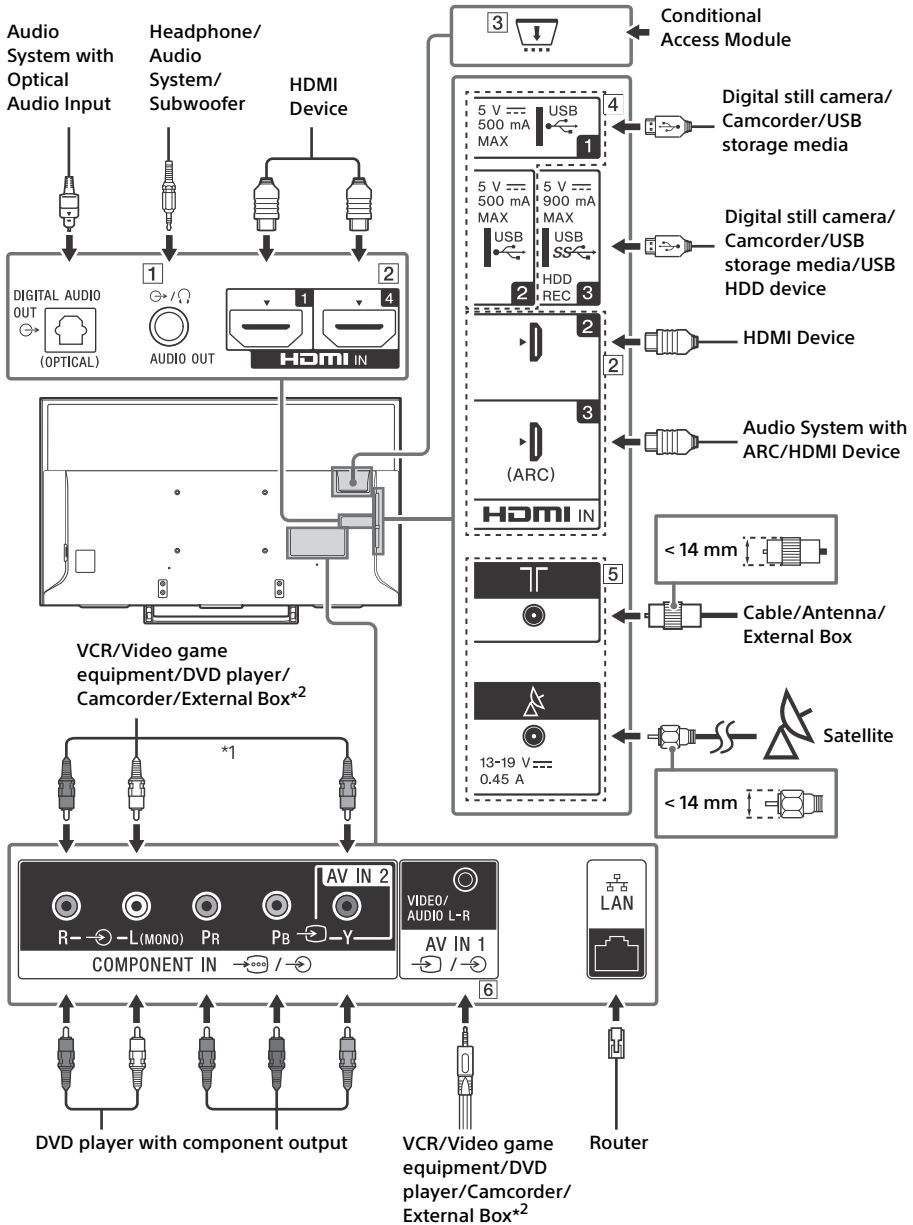 Audio
System with
Optical
Audio Input
Headphone/
Audio
System/
Subwoofer
HDMI
Device
3
Conditional
Access Module
5 V
500 mA
MAX
USB
1
4
Digital still camera/
Camcorder/USB
storage media
5 V
500 mA
MAX
USB
2
5 V
900 mA
MAX
USB
SS
HDD
REC
3
Digital still camera/
Camcorder/USB
storage media/USB
HDD device
1
2
DIGITAL AUDIO
OUT
(OPTICAL)
AUDIO OUT
1
4
HDMI IN
2
2
HDMI Device
3
(ARC)
HDMI IN
Audio System with
ARC/HDMI Device
5
< 14 mm
Cable/Antenna/
External Box
13-19 V
0.45 A
Satellite
< 14 mm
VCR/Video game
equipment/DVD player/
Camcorder/External Box*2
*1
AV IN 2
R
L(MONO)
PR
PB
Y
COMPONENT IN /
VIDEO/
AUDIO L-R
AV IN 1
/
6
LAN
DVD player with component output
VCR/Video game
equipment/DVD
player/Camcorder/
External Box*2
Router